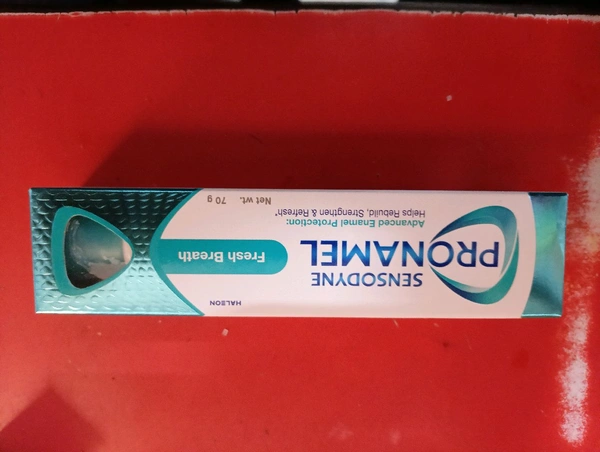 HALEON
SENSODYNE
PRONAMEL
Fresh Breath
Advanced Enamel Protection:
Helps Rebuild, Strengthen & Refresh*
Net wt. 70 g